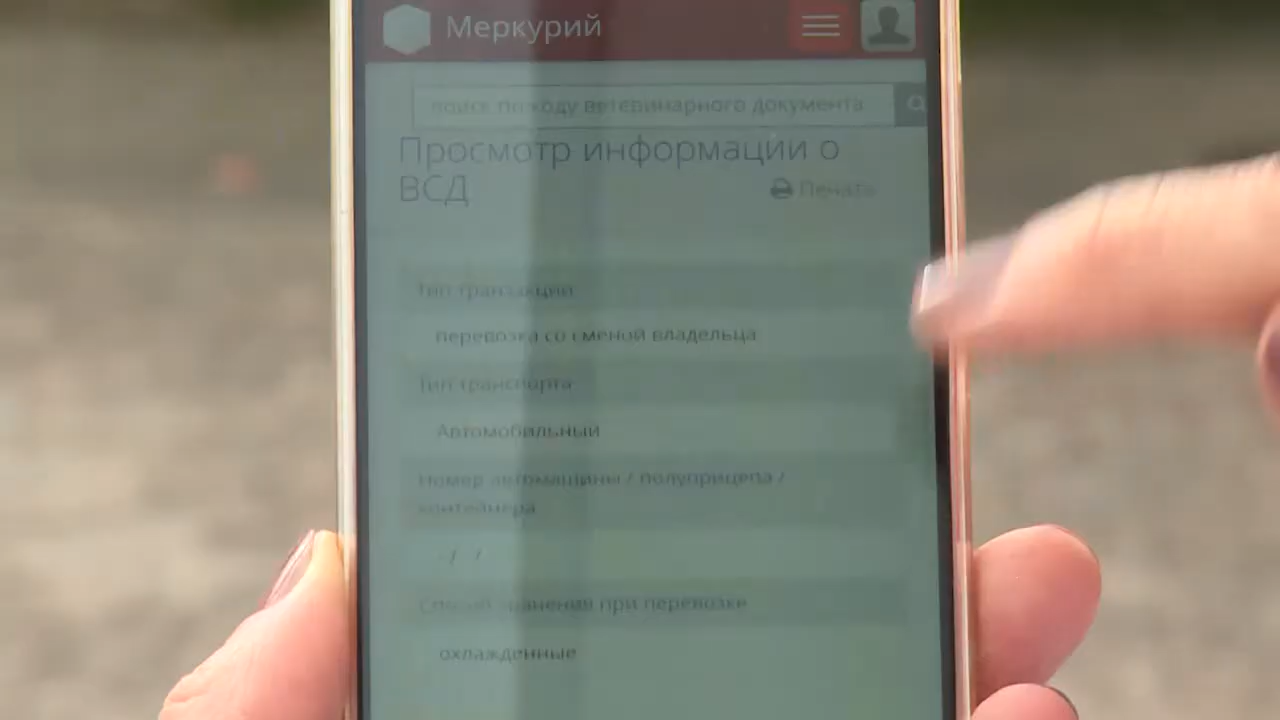 Меркурий
поиск по коду ветеринарного документа
Просмотр информации о
ВСД
Печать
Тип транзакции
перевозка со сменой владельца
Тип транспорта
Автомобильный
Номер автомашины / полуприцепа /
контейнера
- / /
Способ хранения при перевозке
охлажденные